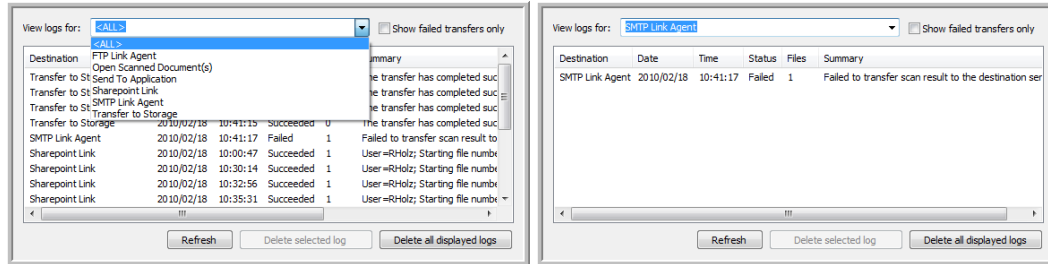 View logs for: <ALL> Show failed transfers only
<ALL>
FTP Link Agent
Open Scanned Document(s)
Send To Application
Sharepoint Link
SMTP Link Agent
Transfer to Storage
Destination ummary
Transfer to St he transfer has completed suc
Transfer to St he transfer has completed suc
Transfer to St he transfer has completed suc
Transfer to Storage 2010/02/18 10:41:15 Succeeded 0 The transfer has completed suc
SMTP Link Agent 2010/02/18 10:41:17 Failed 1 Failed to transfer scan result to
Sharepoint Link 2010/02/18 10:00:47 Succeeded 1 User=RHolz; Starting file numbe
Sharepoint Link 2010/02/18 10:30:14 Succeeded 1 User=RHolz; Starting file numbe
Sharepoint Link 2010/02/18 10:32:56 Succeeded 1 User=RHolz; Starting file numbe
Sharepoint Link 2010/02/18 10:35:31 Succeeded 1 User=RHolz; Starting file numbe
Refresh Delete selected log Delete all displayed logs
View logs for: SMTP Link Agent Show failed transfers only
Destination Date Time Status Files Summary
SMTP Link Agent 2010/02/18 10:41:17 Failed 1 Failed to transfer scan result to the destination ser
Refresh Delete selected log Delete all displayed logs